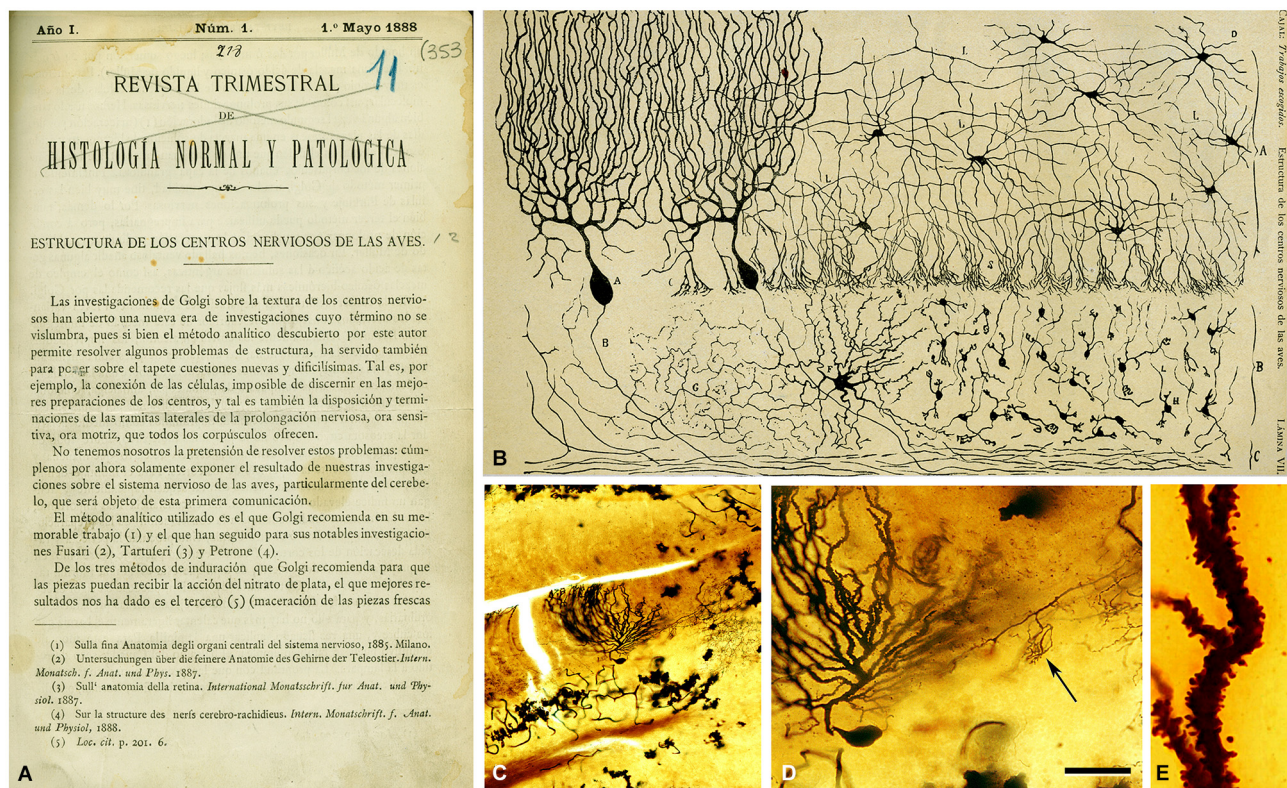 Año I.
Núm. 1.
1.º Mayo 1888
213
11
(353
REVISTA TRIMESTRAL
DE
HISTOLOGÍA NORMAL Y PATOLÓGICA
ESTRUCTURA DE LOS CENTROS NERVIOSOS DE LAS AVES.
Las investigaciones de Golgi sobre la textura de los centros nervio-
sos han abierto una nueva era de investigaciones cuyo término no se
vislumbra, pues si bien el método analítico descubierto por este autor
permite resolver algunos problemas de estructura, ha servido también
para poner sobre el tapete cuestiones nuevas y dificilísimas. Tal es, por
ejemplo, la conexión de las células, imposible de discernir en las mejo-
res preparaciones de los centros, y tal es también la disposición y termi-
naciones de las ramitas laterales de la prolongación nerviosa, ora sensi-
tiva, ora motriz, que todos los corpúsculos ofrecen.
No tenemos nosotros la pretensión de resolver estos problemas: cúm-
plenos por ahora solamente exponer el resultado de nuestras investiga-
ciones sobre el sistema nervioso de las aves, particularmente del cerebe-
lo, que será objeto de esta primera comunicación.
El método analítico utilizado es el que Golgi recomienda en su me-
morable trabajo (1) y el que han seguido para sus notables investigacio-
nes Fusari (2), Tartuferi (3) y Petrone (4).
De los tres métodos de induración que Golgi recomienda para que
las piezas puedan recibir la acción del nitrato de plata, el que mejores re-
sultados nos ha dado es el tercero (5) (maceración de las piezas frescas
(1) Sulla fina Anatomia degli organi centrali del sistema nervioso, 1885. Milano.
(2) Untersuchungen über die feinere Anatomie des Gehirne der Teleostier. Intern.
Monatsch. f. Anat. und Phys. 1887.
(3) Sull' anatomia della retina. International Monatsschrift. fur Anat. und Phy-
siol. 1887.
(4) Sur la structure des nerfs cerebro-rachidieus. Intern. Monatschrift. f. Anat.
und Physiol, 1888.
(5) Loc. cit. p. 201. 6.
A
CAJAL: Trabajos escogidos.
Estructura de los centros nerviosos de las aves.
LÁMINA VIII.
D
L
L
L
L
L
A
S
A
B
F
G
L
H
B
C
B
C
D
E